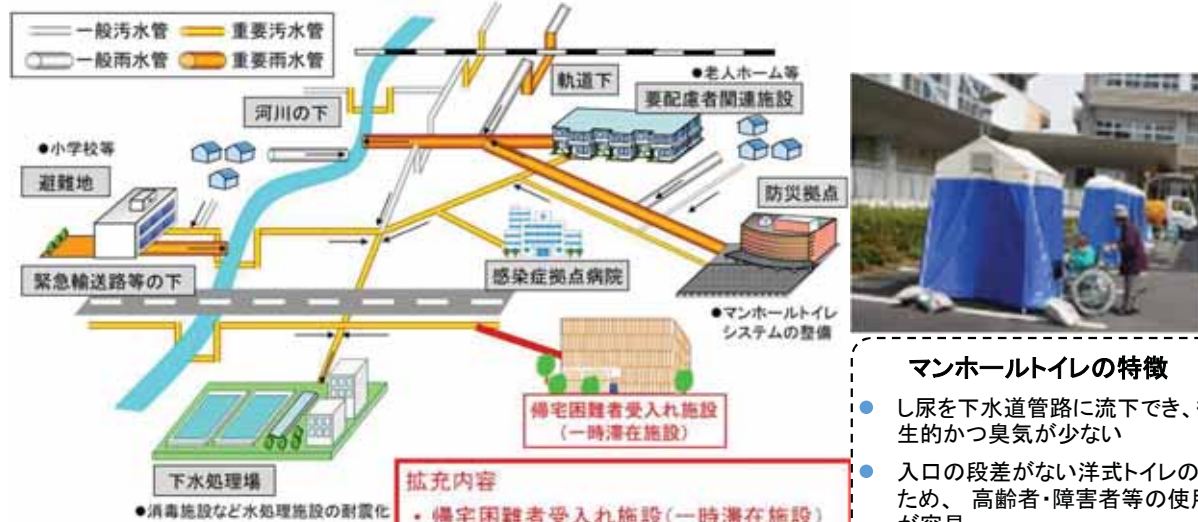 一般汚水管
重要汚水管
一般雨水管
重要雨水管
軌道下
●老人ホーム等
要配慮者関連施設
河川の下
●小学校等
避難地
防災拠点
緊急輸送路等の下
感染症拠点病院
●マンホールトイレ
システムの整備
帰宅困難者受入れ施設
(一時滞在施設)
下水処理場
●消毒施設など水処理施設の耐震化
拡充内容
・帰宅困難者受入れ施設(一時滞在施設)
マンホールトイレの特徴
● し尿を下水道管路に流下でき、
生的かつ臭気が少ない
● 入口の段差がない洋式トイレの
ため、 高齢者・障害者等の使用
が容易